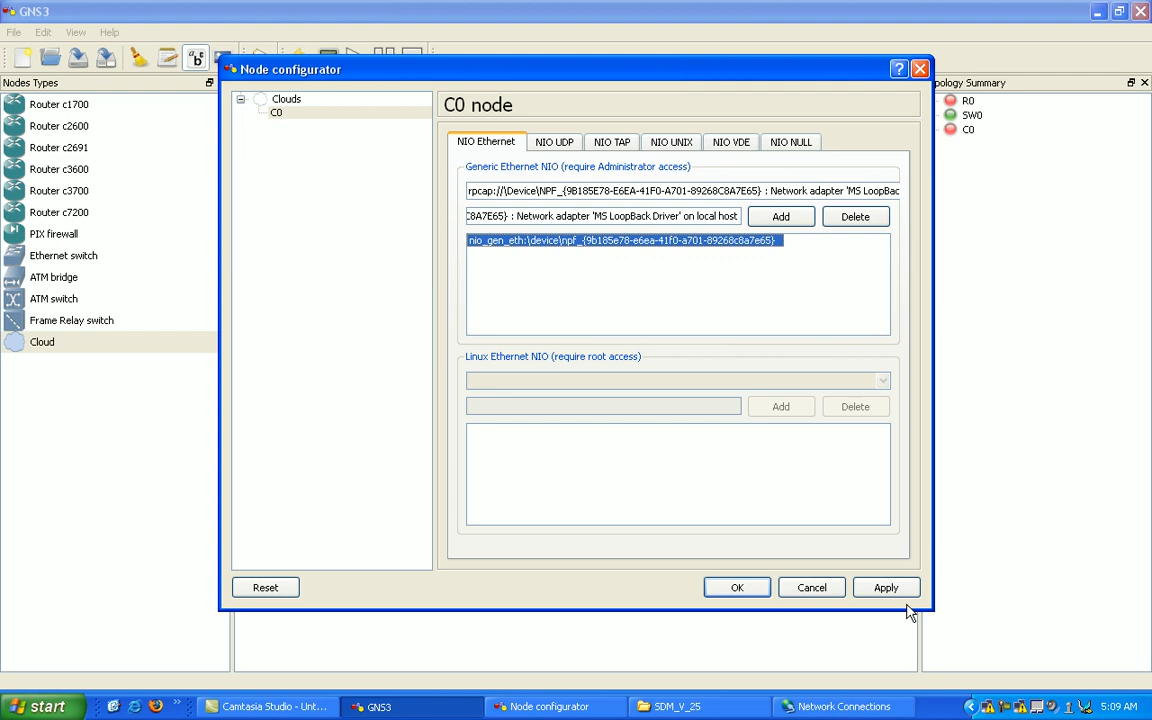 GNS3
File Edit View Help
Nodes Types
Router c1700
Router c2600
Router c2691
Router c3600
Router c3700
Router c7200
PIX firewall
Ethernet switch
ATM bridge
ATM switch
Frame Relay switch
Cloud
Node configurator
Clouds
C0
C0 node
NIO Ethernet NIO UDP NIO TAP NIO UNIX NIO VDE NIO NULL
Generic Ethernet NIO (require Administrator access)
rpcap://\Device\NPF_{9B185E78-E6EA-41F0-A701-89268C8A7E65} : Network adapter 'MS LoopBac
C8A7E65} : Network adapter 'MS LoopBack Driver' on local host Add Delete
nio_gen_eth:\device\npf_{9b185e78-e6ea-41f0-a701-89268c8a7e65}
Linux Ethernet NIO (require root access)
Add Delete
Reset OK Cancel Apply
pology Summary
R0
SW0
C0
start Camtasia Studio - Unt... GNS3 Node configurator SDM_V_25 Network Connections 5:09 AM